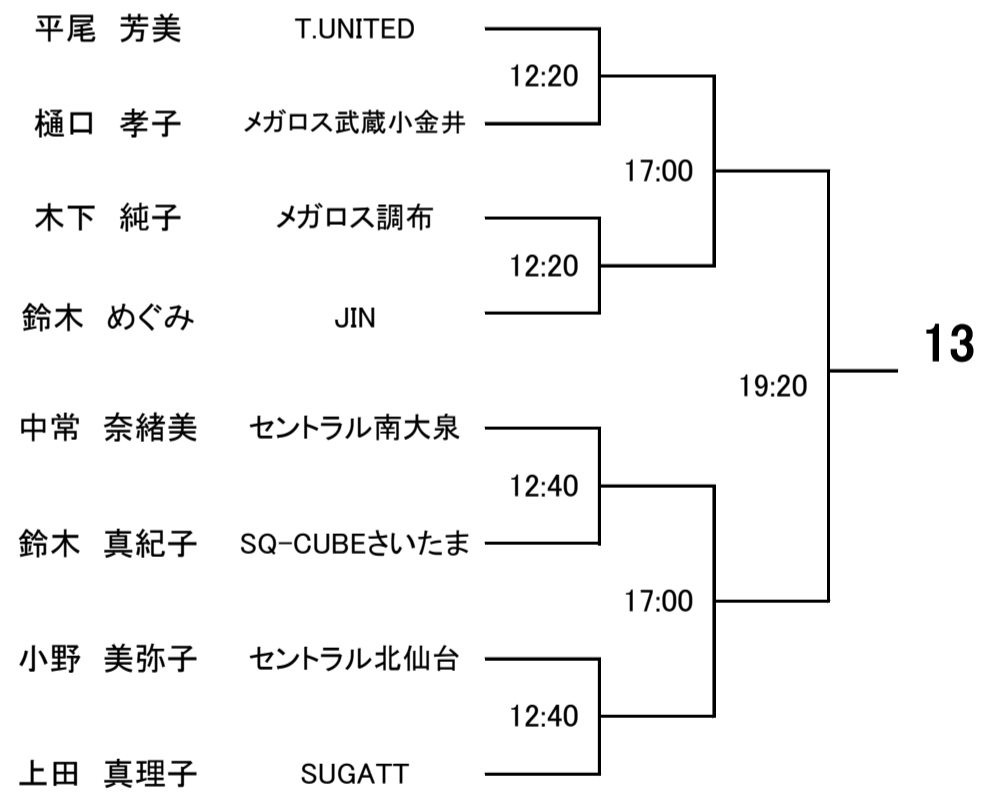 平尾　芳美 T.UNITED
12:20
樋口　孝子 メガロス武蔵小金井
17:00
木下　純子 メガロス調布
12:20
鈴木　めぐみ JIN
13
19:20
中常　奈緒美 セントラル南大泉
12:40
鈴木　真紀子 SQ-CUBEさいたま
17:00
小野　美弥子 セントラル北仙台
12:40
上田　真理子 SUGATT